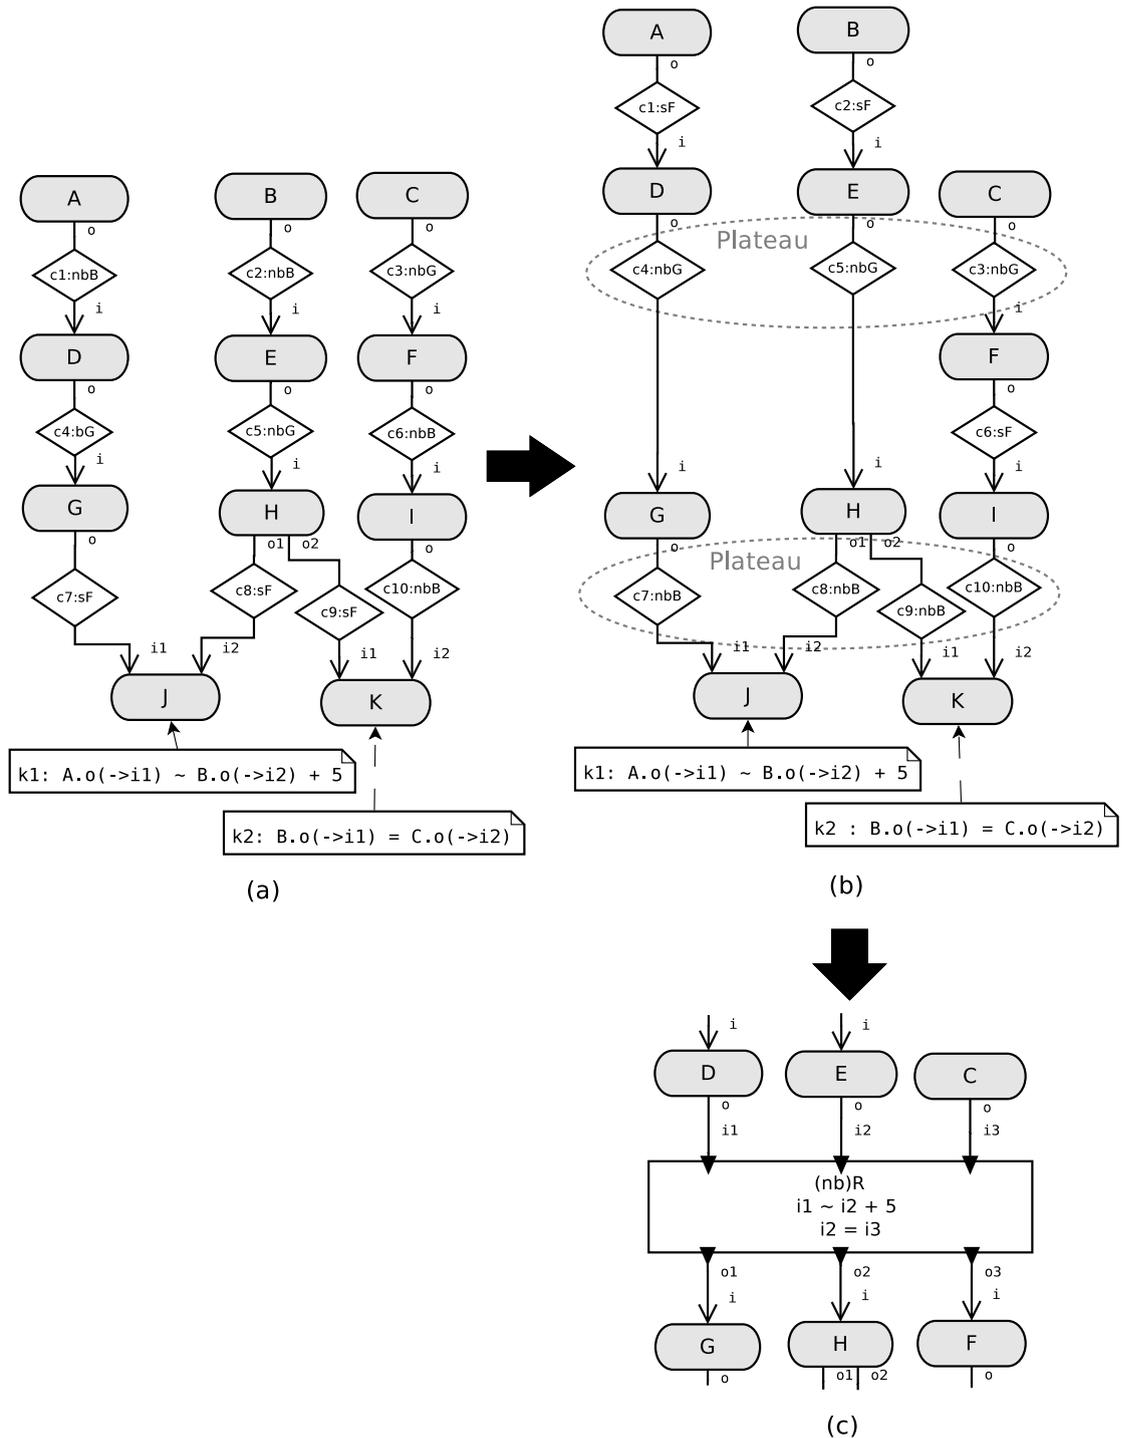 A
o
c1:nbB
i
D
o
c4:bG
i
G
o
c7:sF
i1
B
o
c2:nbB
i
E
o
c5:nbG
i
H
o1
o2
c8:sF
i2
c9:sF
i1
C
o
c3:nbG
i
F
o
c6:nbB
i
I
o
c10:nbB
i2
J
K
k1: A.o(->i1) ~ B.o(->i2) + 5
k2: B.o(->i1) = C.o(->i2)
(a)
A
o
c1:sF
i
D
o
c4:nbG
i
G
o
c7:nbB
i1
B
o
c2:sF
i
E
o
c5:nbG
i
H
o1
o2
c8:nbB
i2
c9:nbB
i1
C
o
c3:nbG
i
F
o
c6:sF
i
I
o
c10:nbB
i2
Plateau
Plateau
J
K
k1: A.o(->i1) ~ B.o(->i2) + 5
k2 : B.o(->i1) = C.o(->i2)
(b)
i
i
D
E
C
o
o
o
i1
i2
i3
(nb)R
i1 ~ i2 + 5
i2 = i3
o1
o2
o3
i
i
i
G
H
F
o
o1
o2
o
(c)